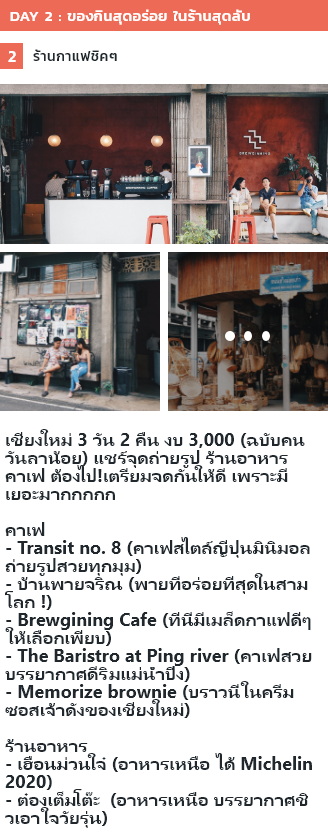 DAY 2 : ของกินสุดอร่อย ในร้านสุดลับ
2 ร้านกาแฟชิคๆ
BREWGINNING
เชียงใหม่ 3 วัน 2 คืน งบ 3,000 (ฉบับคน
วันลาน้อย) แชร์จุดถ่ายรูป ร้านอาหาร
คาเฟ่ ต้องไป!เตรียมจดกันให้ดี เพราะมี
เยอะมากกกกก
คาเฟ่
- Transit no. 8 (คาเฟ่สไตล์ญี่ปุ่นมินิมอล
ถ่ายรูปสวยทุกมุม)
- บ้านพายจริณ (พายที่อร่อยที่สุดในสาม
โลก !)
- Brewgining Cafe (ที่นี่มีเมล็ดกาแฟดีๆ
ให้เลือกเพียบ)
- The Baristro at Ping river (คาเฟ่สวย
บรรยากาศดีริมแม่น้ำปิง)
- Memorize brownie (บราวนี่ในครีม
ซอสเจ้าดังของเชียงใหม่)
ร้านอาหาร
- เฮือนม่วนใจ๋ (อาหารเหนือ ได้ Michelin
2020)
- ต๋องเต็มโต๊ะ (อาหารเหนือ บรรยากาศชิ
วเอาใจวัยรุ่น)